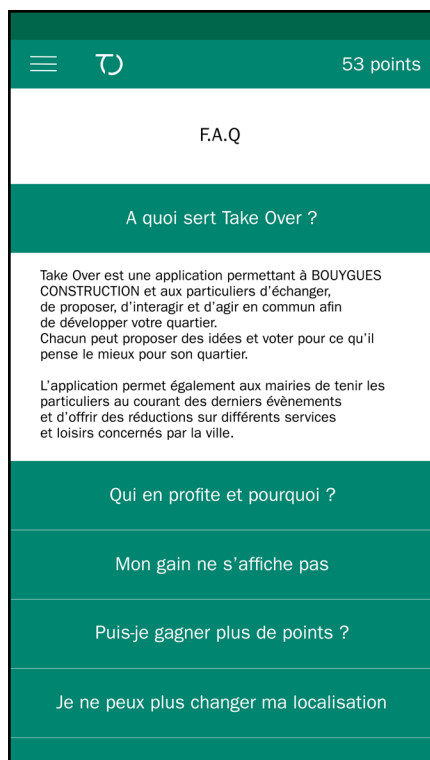 53 points
F.A.Q
A quoi sert Take Over ?
Take Over est une application permettant à BOUYGUES
CONSTRUCTION et aux particuliers d'échanger,
de proposer, d'interagir et d'agir en commun afin
de développer votre quartier.
Chacun peut proposer des idées et voter pour ce qu'il
pense le mieux pour son quartier.
L'application permet également aux mairies de tenir les
particuliers au courant des derniers évènements
et d'offrir des réductions sur différents services
et loisirs concernés par la ville.
Qui en profite et pourquoi ?
Mon gain ne s'affiche pas
Puis-je gagner plus de points ?
Je ne peux plus changer ma localisation